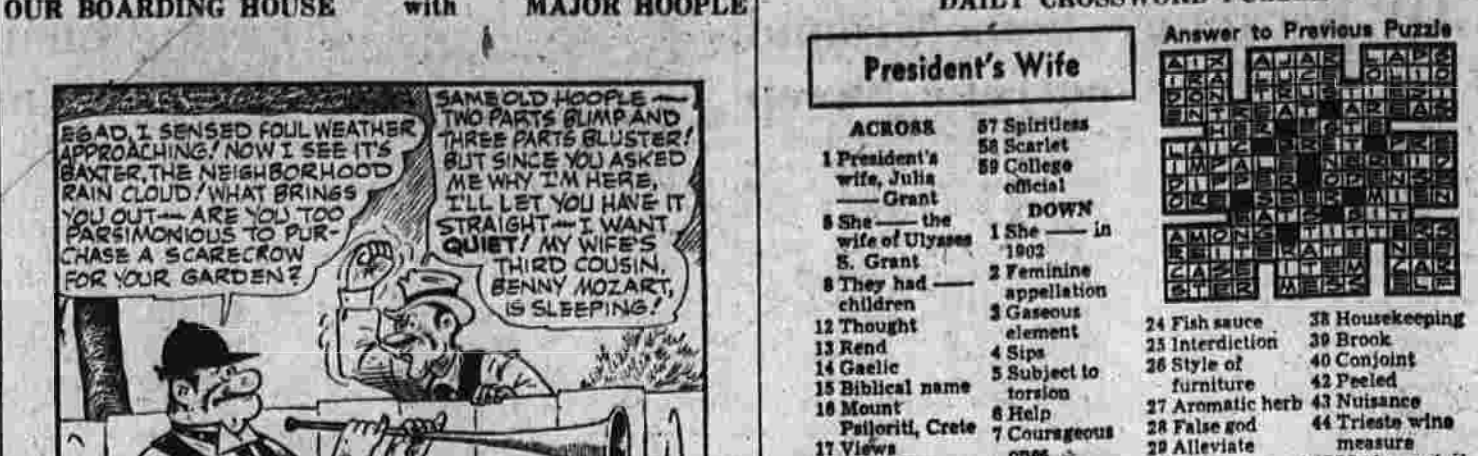 OUR BOARDING HOUSE with MAJOR HOOPLE
EGAD, I SENSED FOUL WEATHER
APPROACHING! NOW I SEE IT'S
BAXTER, THE NEIGHBORHOOD
RAIN CLOUD! WHAT BRINGS
YOU OUT — ARE YOU TOO
PARSIMONIOUS TO PUR-
CHASE A SCARECROW
FOR YOUR GARDEN?
SAME OLD HOOPLE —
TWO PARTS BLIMP AND
THREE PARTS BLUSTER!
BUT SINCE YOU ASKED
ME WHY I'M HERE,
I'LL LET YOU HAVE IT
STRAIGHT — I WANT
QUIET! MY WIFE'S
THIRD COUSIN,
BENNY MOZART,
IS SLEEPING!
DAILY CROSSWORD PUZZLE
President's Wife
ACROSS
1 President's
wife, Julia
—— Grant
5 She —— the
wife of Ulysses
S. Grant
8 They had ——
children
12 Thought
13 Rend
14 Gaelic
15 Biblical name
16 Mount
Psiloriti, Crete
17 Views
57 Spiritless
58 Scarlet
59 College
official
DOWN
1 She —— in
1902
2 Feminine
appellation
3 Gaseous
element
4 Sips
5 Subject to
torsion
6 Help
7 Courageous
ones
Answer to Previous Puzzle
24 Fish sauce
25 Interdiction
26 Style of
furniture
27 Aromatic herb
28 False god
29 Alleviate
38 Housekeeping
39 Brook
40 Conjoint
42 Peeled
43 Nuisance
44 Trieste wine
measure